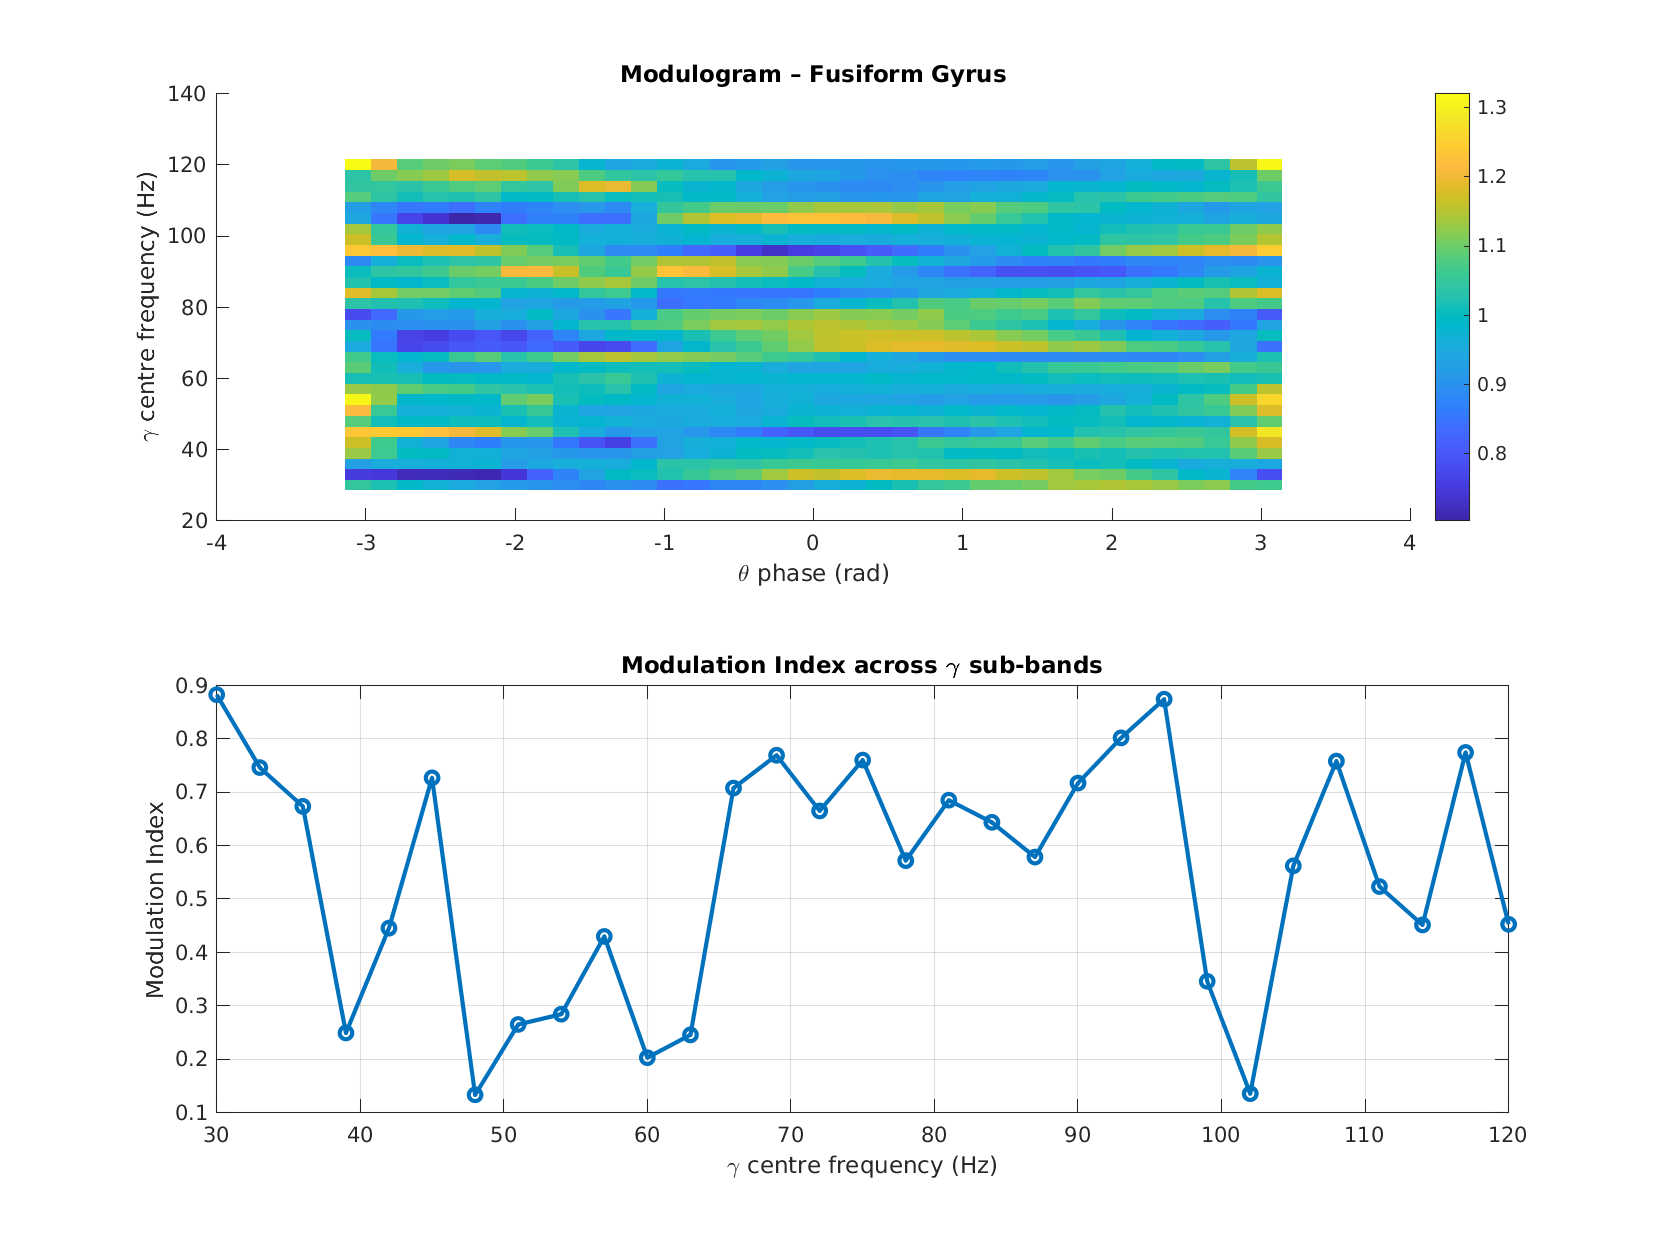 Modulogram – Fusiform Gyrus
140
120
100
80
60
40
20
γ centre frequency (Hz)
-4 -3 -2 -1 0 1 2 3 4
θ phase (rad)
1.3
1.2
1.1
1
0.9
0.8
Modulation Index across γ sub-bands
0.9
0.8
0.7
0.6
0.5
0.4
0.3
0.2
0.1
Modulation Index
30 40 50 60 70 80 90 100 110 120
γ centre frequency (Hz)